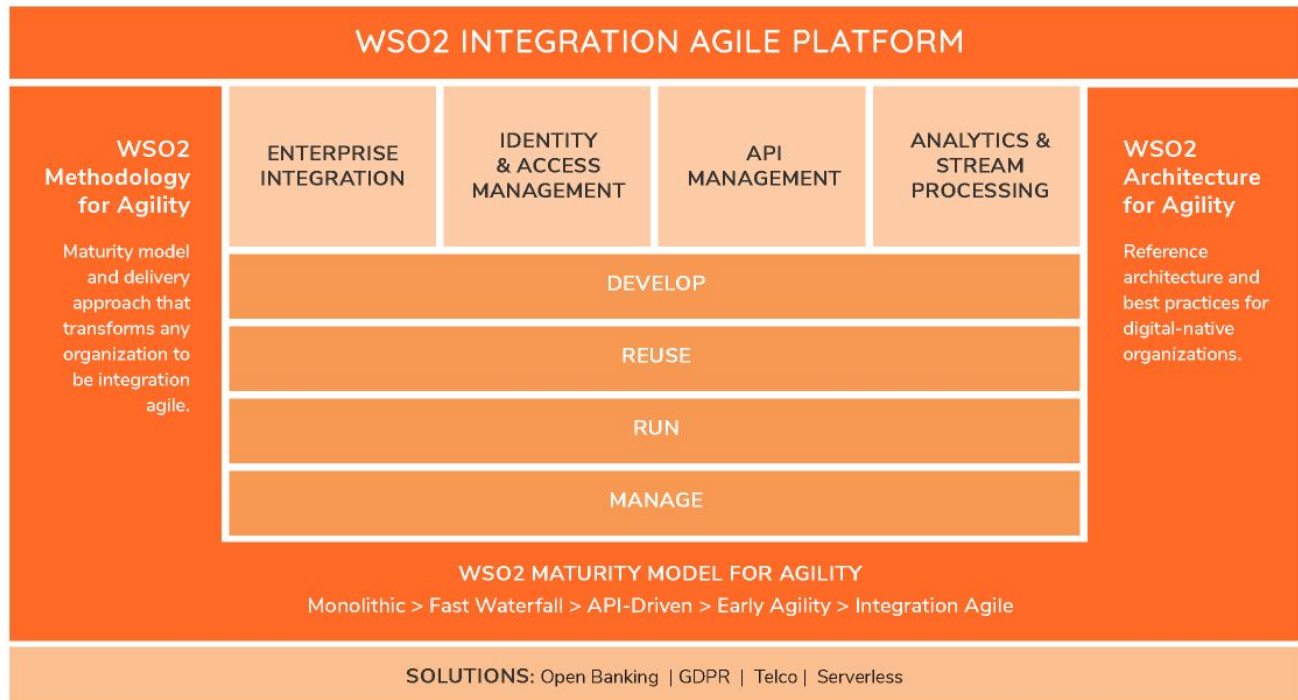 WSO2 INTEGRATION AGILE PLATFORM
WSO2
Methodology
for Agility
Maturity model
and delivery
approach that
transforms any
organization to
be integration
agile.
ENTERPRISE
INTEGRATION
IDENTITY
& ACCESS
MANAGEMENT
API
MANAGEMENT
ANALYTICS &
STREAM
PROCESSING
DEVELOP
REUSE
RUN
MANAGE
WSO2
Architecture
for Agility
Reference
architecture and
best practices for
digital-native
organizations.
WSO2 MATURITY MODEL FOR AGILITY
Monolithic > Fast Waterfall > API-Driven > Early Agility > Integration Agile
SOLUTIONS: Open Banking | GDPR | Telco | Serverless